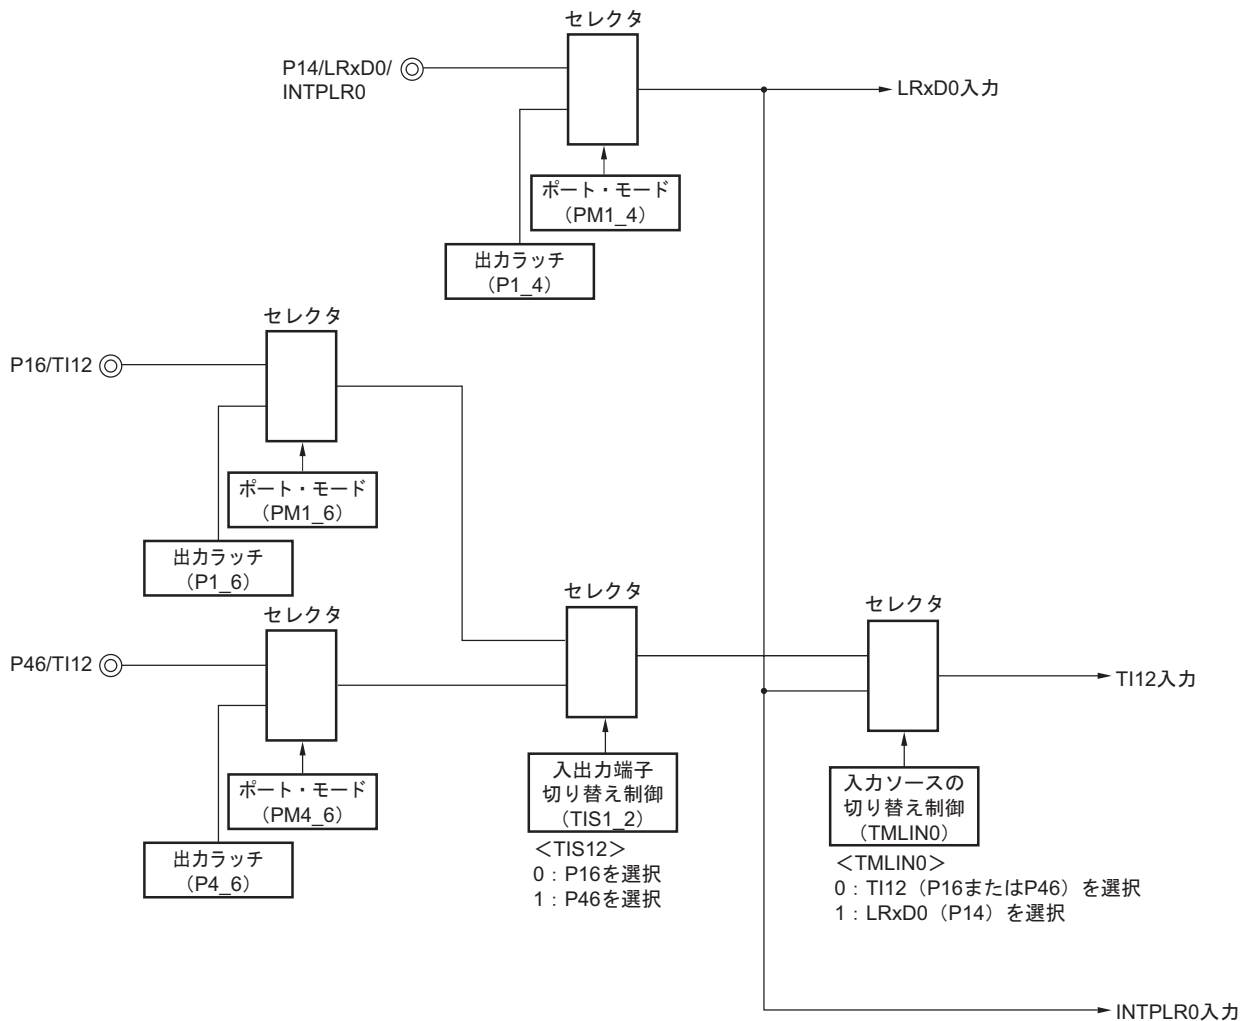 セレクタ
P14/LRxD0/
INTPLR0
LRxD0入力
ポート・モード
（PM1_4）
出力ラッチ
（P1_4）
セレクタ
P16/TI12
ポート・モード
（PM1_6）
出力ラッチ
（P1_6）
セレクタ
P46/TI12
ポート・モード
（PM4_6）
出力ラッチ
（P4_6）
セレクタ
入出力端子
切り替え制御
（TIS1_2）
＜TIS12＞
0：P16を選択
1：P46を選択
セレクタ
TI12入力
入力ソースの
切り替え制御
（TMLIN0）
＜TMLIN0＞
0：TI12（P16またはP46）を選択
1：LRxD0（P14）を選択
INTPLR0入力